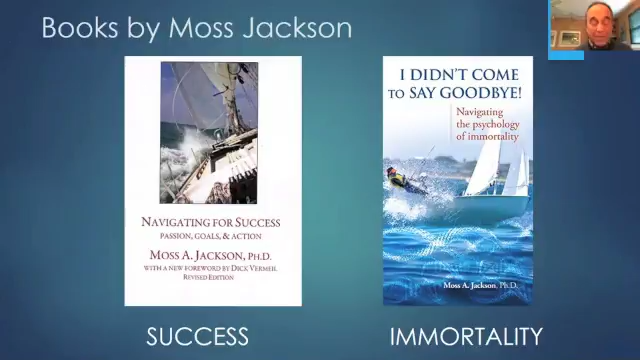 Books by Moss Jackson
NAVIGATING FOR SUCCESS
PASSION, GOALS, & ACTION
MOSS A. JACKSON, PH.D.
WITH A NEW FOREWORD BY DICK VERMEIL
REVISED EDITION
I DIDN'T COME
TO SAY GOODBYE!
Navigating
the psychology
of immortality
Moss A. Jackson, Ph.D.
SUCCESS
IMMORTALITY